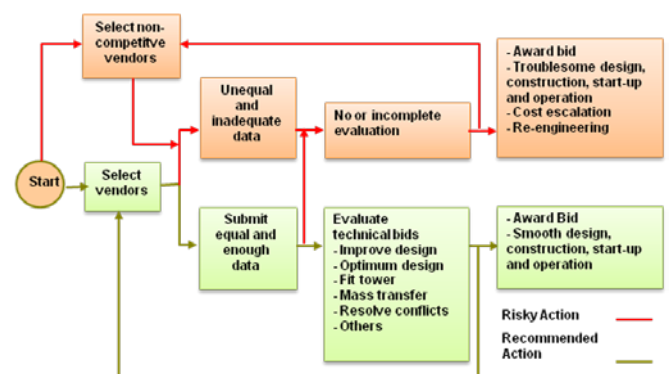 Select non-
competitve
vendors
- Award bid
- Troublesome design,
construction, start-up
and operation
- Cost escalation
- Re-engineering
Unequal
and
inadequate
data
No or incomplete
evaluation
Start
Select
vendors
Submit
equal and
enough
data
Evaluate
technical bids
- Improve design
- Optimum design
- Fit tower
- Mass transfer
- Resolve conflicts
- Others
- Award Bid
- Smooth design,
construction, start-up
and operation
Risky Action
Recommended
Action